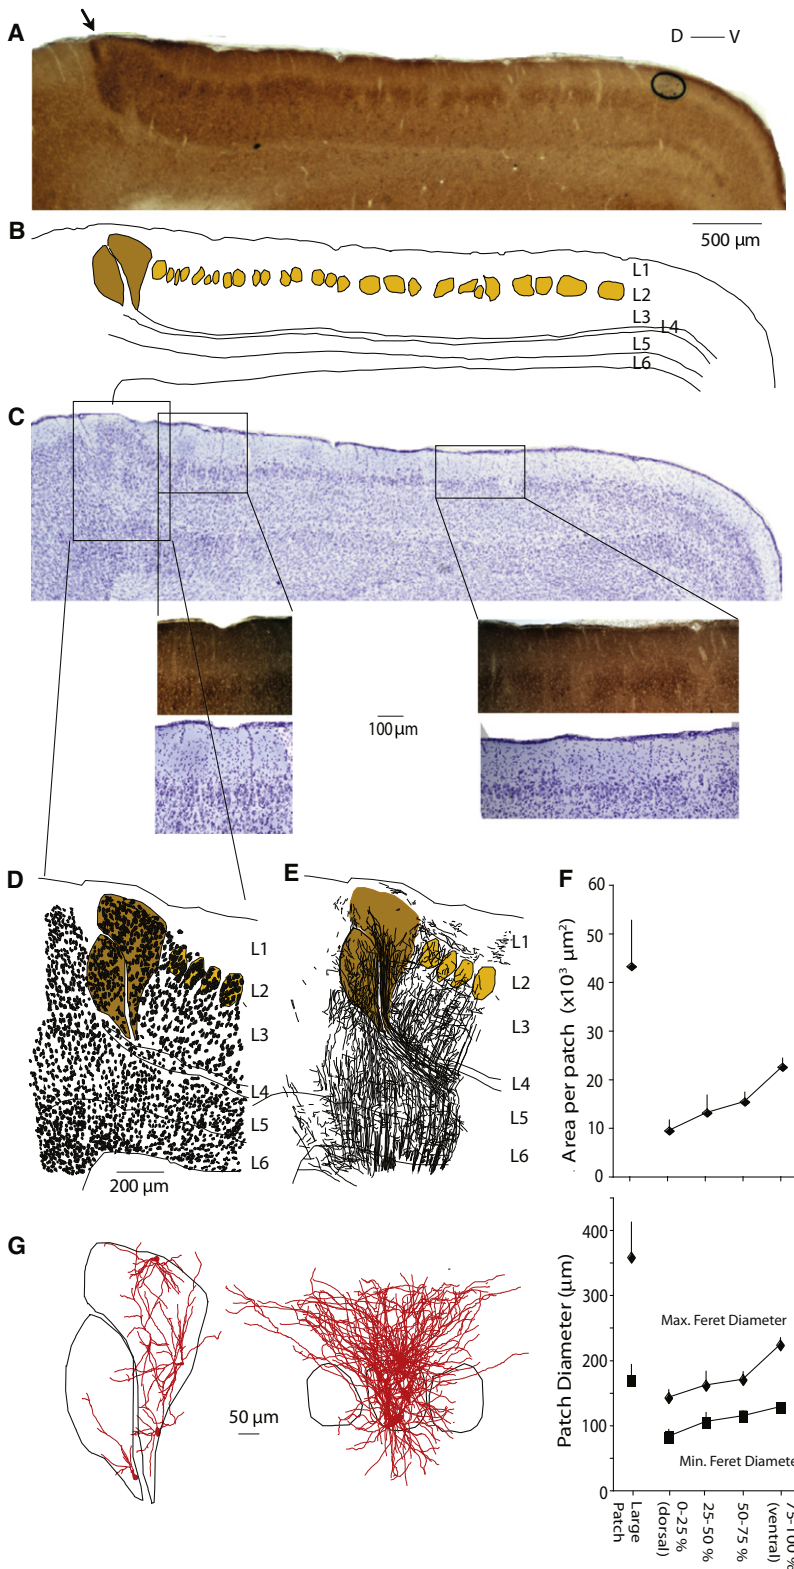 A
D — V
500 µm
B
L1
L2
L3
L4
L5
L6
C
100 µm
D
L1
L2
L3
L4
L5
L6
200 µm
E
L1
L2
L3
L4
L5
L6
F
Area per patch (x10³ µm²)
60
50
40
30
20
10
0
Patch Diameter (µm)
400
300
200
100
0
Max. Feret Diameter
Min. Feret Diamete
Large
Patch
0-25 %
(dorsal)
25-50 %
50-75 %
75-100 %
(ventral)
G
50 µm